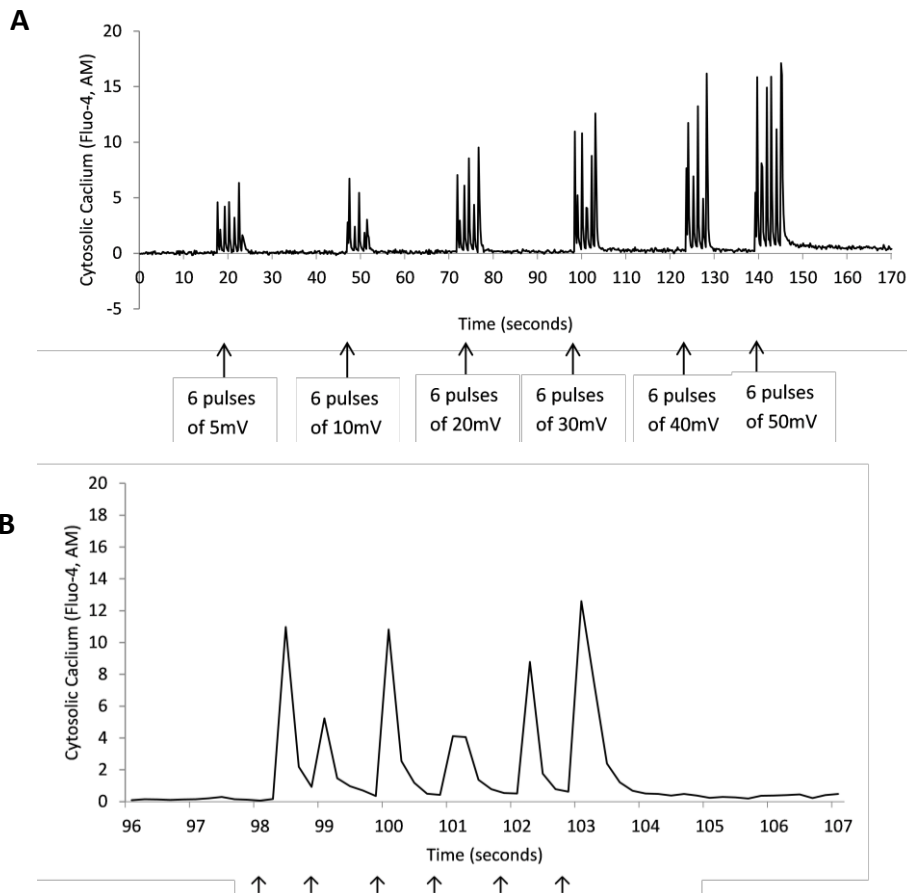 A
Cytosolic Caclium (Fluo-4, AM)
20
15
10
5
0
-5
0 10 20 30 40 50 60 70 80 90 100 110 120 130 140 150 160 170
Time (seconds)
6 pulses
of 5mV
6 pulses
of 10mV
6 pulses
of 20mV
6 pulses
of 30mV
6 pulses
of 40mV
6 pulses
of 50mV
B
Cytosolic Caclium (Fluo-4, AM)
20
18
16
14
12
10
8
6
4
2
0
96 97 98 99 100 101 102 103 104 105 106 107
Time (seconds)